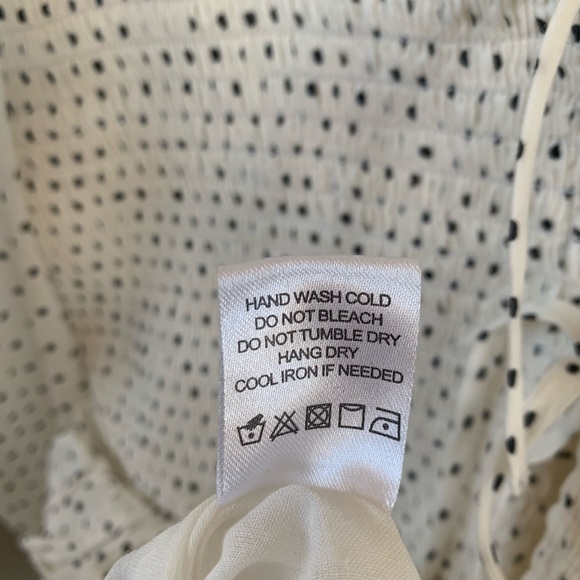 HAND WASH COLD
DO NOT BLEACH
DO NOT TUMBLE DRY
HANG DRY
COOL IRON IF NEEDED